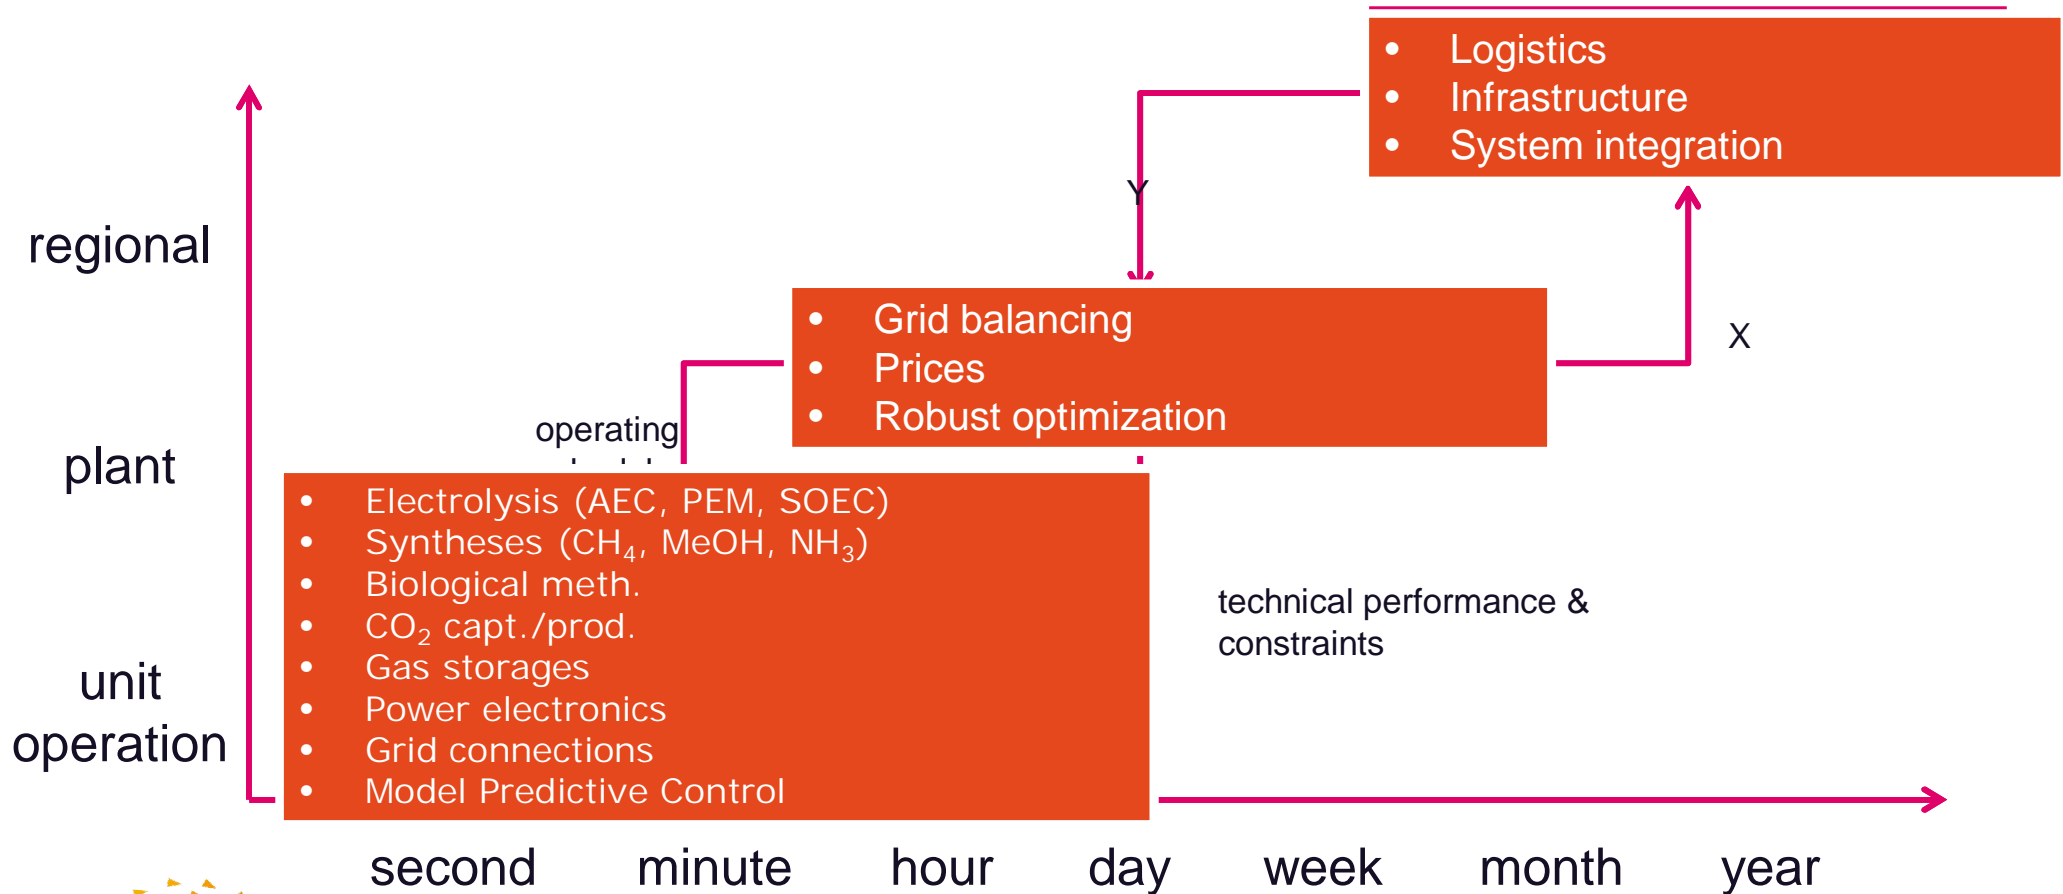 • Logistics
• Infrastructure
• System integration
Y
regional
• Grid balancing
• Prices
• Robust optimization
X
operating
plant
• Electrolysis (AEC, PEM, SOEC)
• Syntheses (CH₄, MeOH, NH₃)
• Biological meth.
• CO₂ capt./prod.
• Gas storages
• Power electronics
• Grid connections
• Model Predictive Control
technical performance &
constraints
unit
operation
second minute hour day week month year